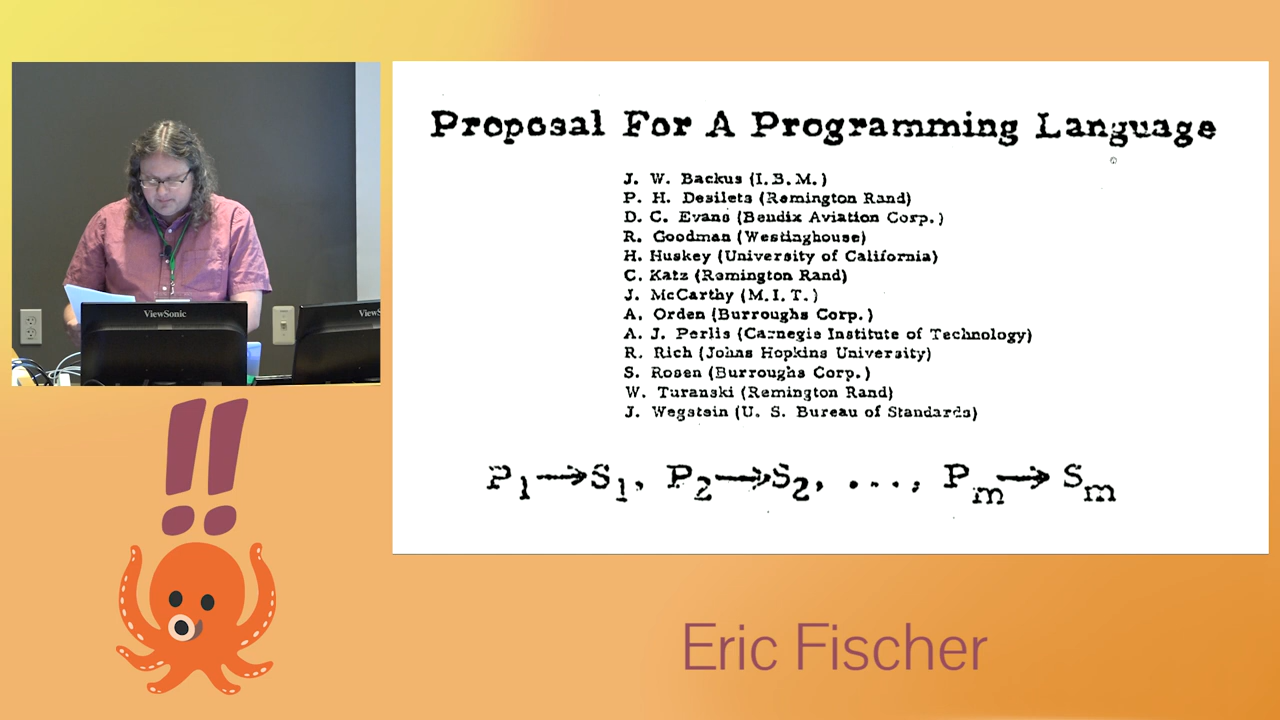 Proposal For A Programming Language
J. W. Backus (I.B.M.)
P. H. Desilets (Remington Rand)
D. C. Evans (Bendix Aviation Corp.)
R. Goodman (Westinghouse)
H. Huskey (University of California)
C. Katz (Remington Rand)
J. McCarthy (M.I.T.)
A. Orden (Burroughs Corp.)
A. J. Perlis (Carnegie Institute of Technology)
R. Rich (Johns Hopkins University)
S. Rosen (Burroughs Corp.)
W. Turanski (Remington Rand)
J. Wegstein (U. S. Bureau of Standards)
P₁→S₁, P₂→S₂, ..., Pₘ→Sₘ
ViewSonic
ViewS
!!
Eric Fischer